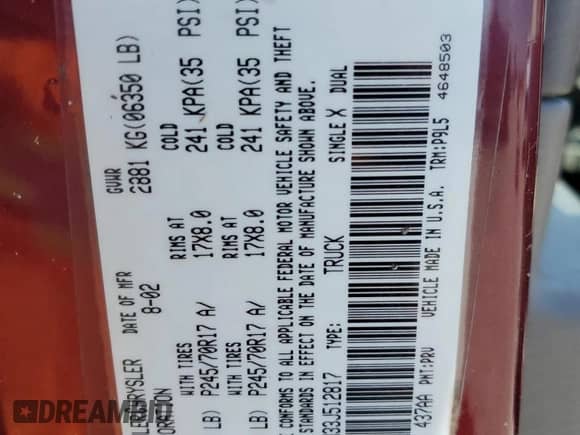 LERCHRYSLER DATE OF MFR GVWR
ORPORATION 8-02 2881 KG(06350 LB)
WITH TIRES RIMS AT COLD
LB) P245/70R17 A/ 17X8.0 241 KPA(35 PSI)
WITH TIRES RIMS AT COLD
LB) P245/70R17 A/ 17X8.0 241 KPA(35 PSI)
CONFORMS TO ALL APPLICABLE FEDERAL MOTOR VEHICLE SAFETY AND THEFT
STANDARDS IN EFFECT ON THE DATE OF MANUFACTURE SHOWN ABOVE.
33J512817 TYPE: TRUCK SINGLE X DUAL
437AA PNT:PRV VEHICLE MADE IN U.S.A. TRM:P9L5
4648503
DREAMBID